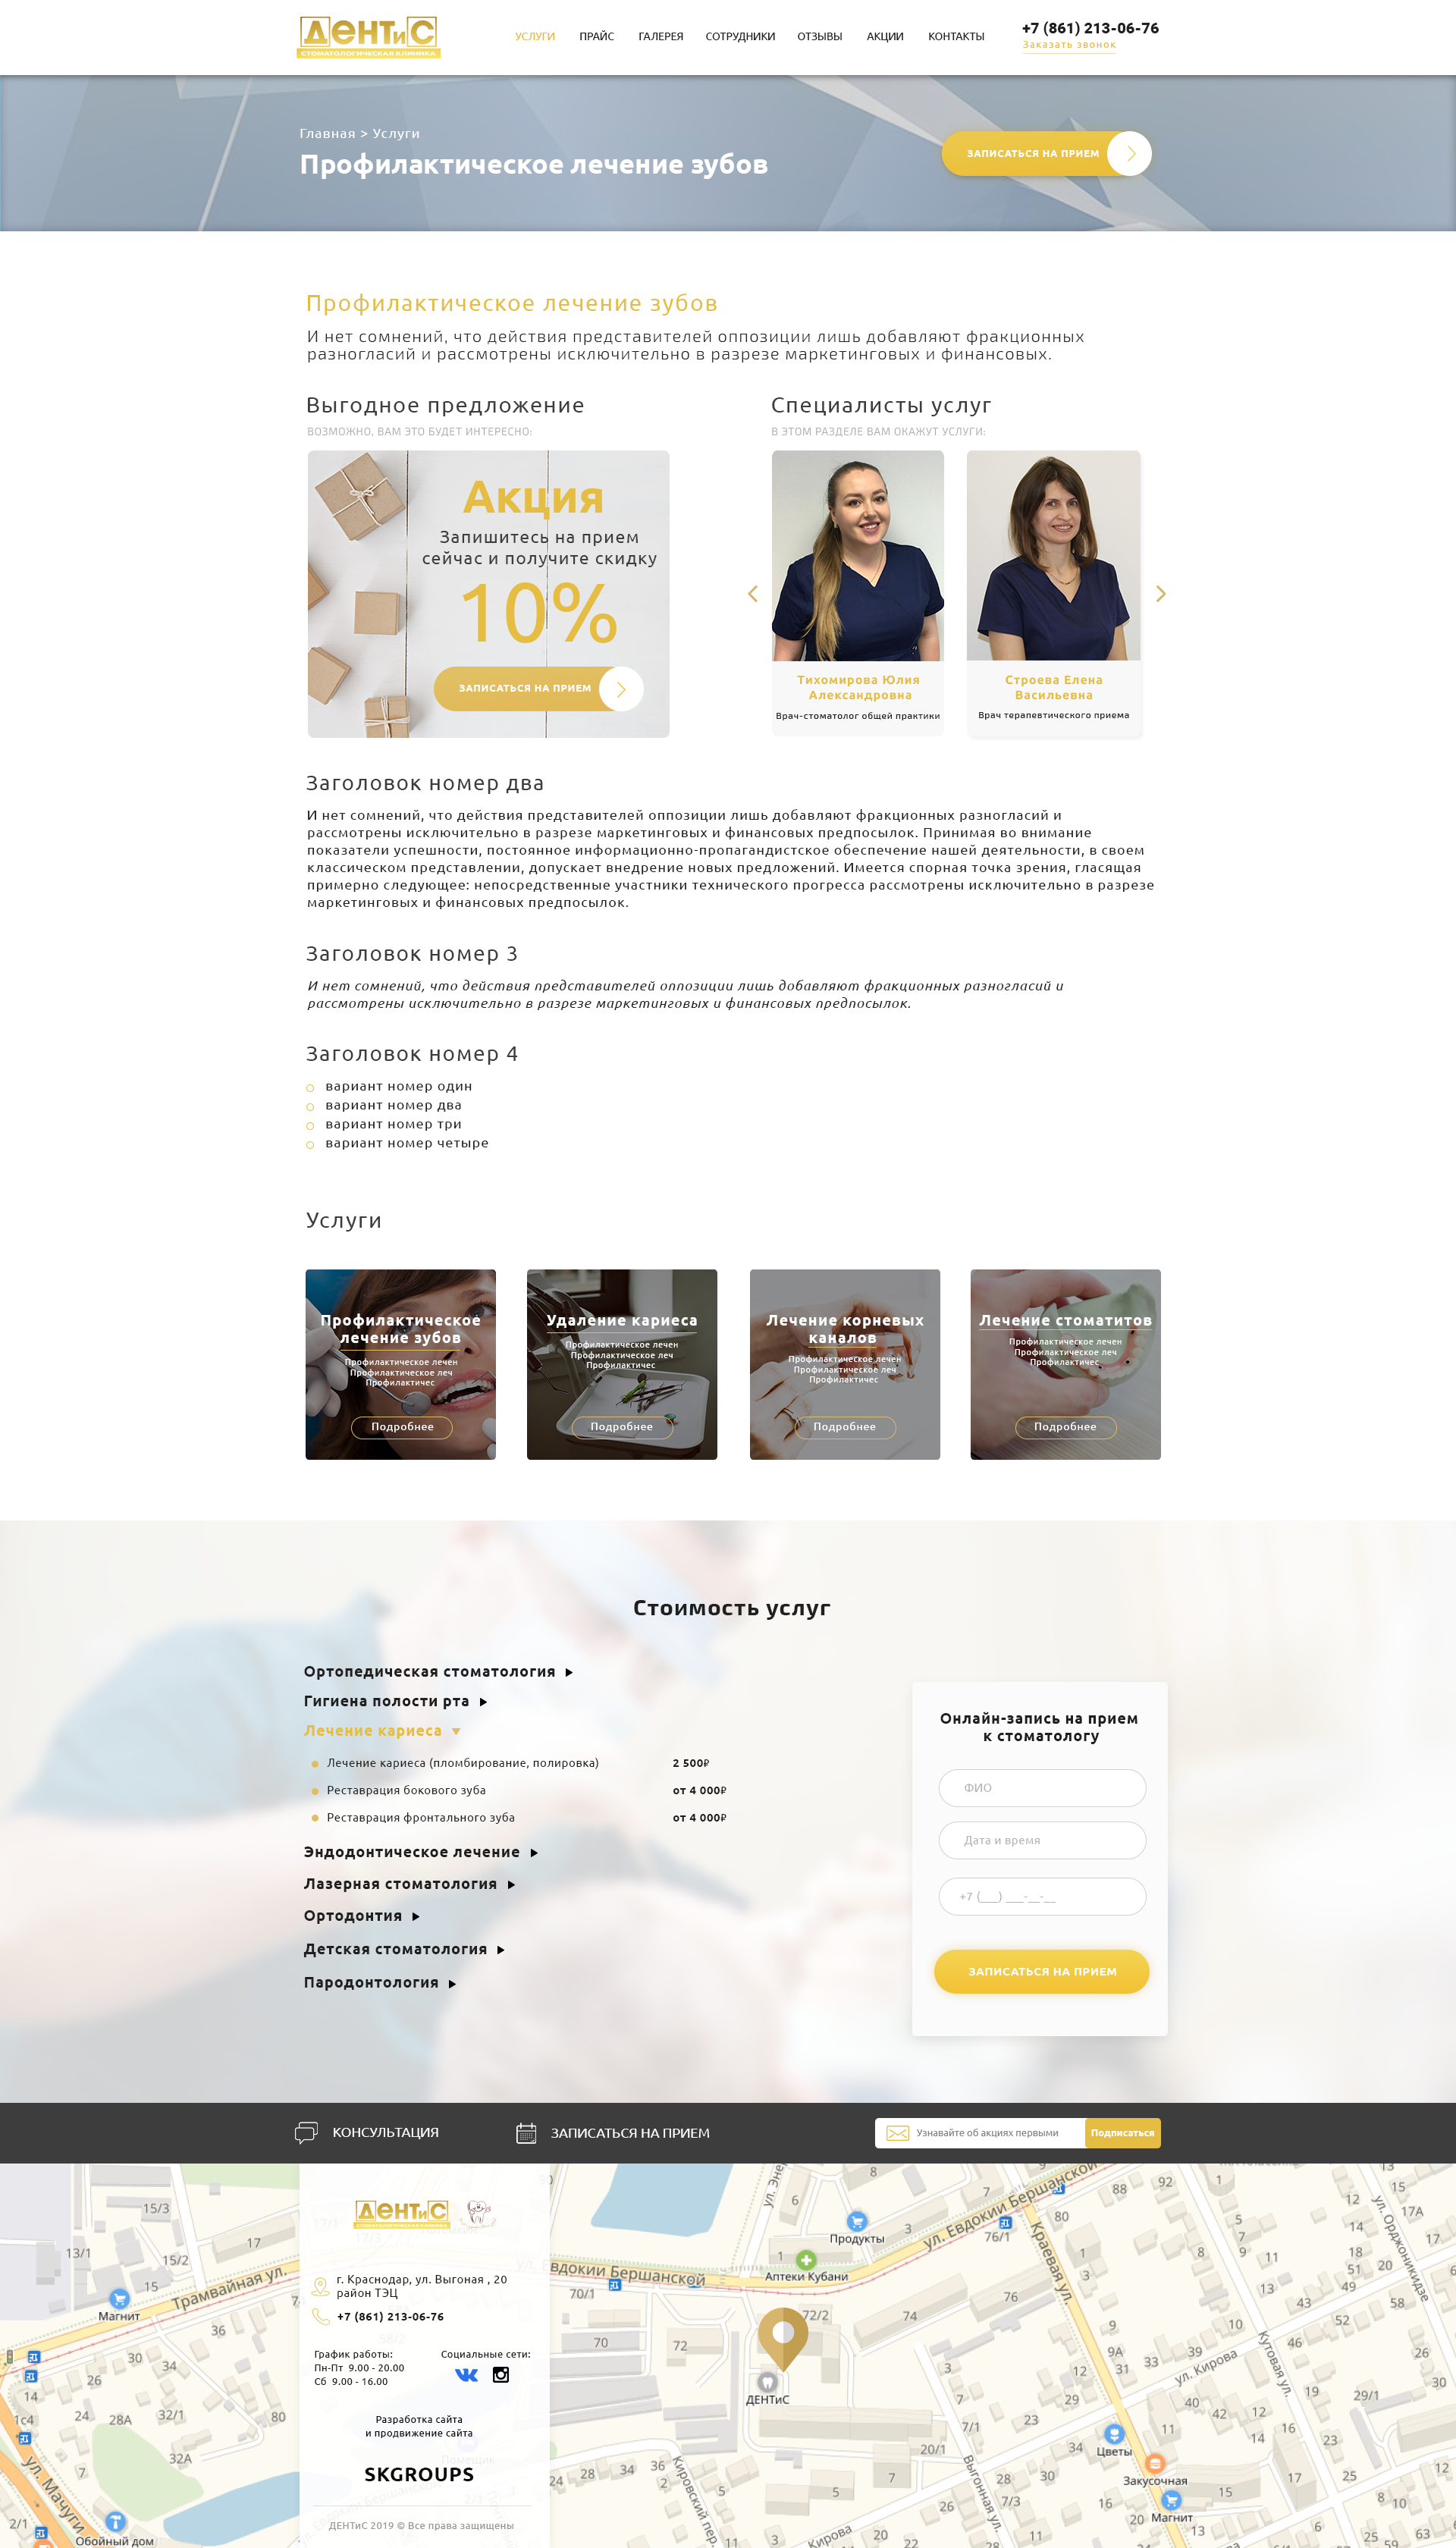 ДЕНТиС
СТОМАТОЛОГИЧЕСКАЯ КЛИНИКА
УСЛУГИ
ПРАЙС
ГАЛЕРЕЯ
СОТРУДНИКИ
ОТЗЫВЫ
АКЦИИ
КОНТАКТЫ
+7 (861) 213-06-76
Заказать звонок
Главная > Услуги
Профилактическое лечение зубов
ЗАПИСАТЬСЯ НА ПРИЕМ
Профилактическое лечение зубов
И нет сомнений, что действия представителей оппозиции лишь добавляют фракционных
разногласий и рассмотрены исключительно в разрезе маркетинговых и финансовых.
Выгодное предложение
ВОЗМОЖНО, ВАМ ЭТО БУДЕТ ИНТЕРЕСНО:
Акция
Запишитесь на прием
сейчас и получите скидку
10%
ЗАПИСАТЬСЯ НА ПРИЕМ
Специалисты услуг
В ЭТОМ РАЗДЕЛЕ ВАМ ОКАЖУТ УСЛУГИ:
Тихомирова Юлия
Александровна
Врач-стоматолог общей практики
Строева Елена
Васильевна
Врач терапевтического приема
Заголовок номер два
И нет сомнений, что действия представителей оппозиции лишь добавляют фракционных разногласий и
рассмотрены исключительно в разрезе маркетинговых и финансовых предпосылок. Принимая во внимание
показатели успешности, постоянное информационно-пропагандистское обеспечение нашей деятельности, в своем
классическом представлении, допускает внедрение новых предложений. Имеется спорная точка зрения, гласящая
примерно следующее: непосредственные участники технического прогресса рассмотрены исключительно в разрезе
маркетинговых и финансовых предпосылок.
Заголовок номер 3
И нет сомнений, что действия представителей оппозиции лишь добавляют фракционных разногласий и
рассмотрены исключительно в разрезе маркетинговых и финансовых предпосылок.
Заголовок номер 4
вариант номер один
вариант номер два
вариант номер три
вариант номер четыре
Услуги
Профилактическое
лечение зубов
Профилактическое лечен
Профилактическое леч
Профилактичес
Подробнее
Удаление кариеса
Профилактическое лечен
Профилактическое леч
Профилактичес
Подробнее
Лечение корневых
каналов
Профилактическое лечен
Профилактическое леч
Профилактичес
Подробнее
Лечение стоматитов
Профилактическое лечен
Профилактическое леч
Профилактичес
Подробнее
Стоимость услуг
Ортопедическая стоматология
Гигиена полости рта
Лечение кариеса
Лечение кариеса (пломбирование, полировка) 2 500₽
Реставрация бокового зуба от 4 000₽
Реставрация фронтального зуба от 4 000₽
Эндодонтическое лечение
Лазерная стоматология
Ортодонтия
Детская стоматология
Пародонтология
Онлайн-запись на прием
к стоматологу
ФИО
Дата и время
+7 (___) ___-__-__
ЗАПИСАТЬСЯ НА ПРИЕМ
КОНСУЛЬТАЦИЯ
ЗАПИСАТЬСЯ НА ПРИЕМ
Узнавайте об акциях первыми
Подписаться
ДЕНТиС
г. Краснодар, ул. Выгоная , 20
район ТЭЦ
+7 (861) 213-06-76
График работы:
Пн-Пт 9.00 - 20.00
Сб 9.00 - 16.00
Социальные сети:
Разработка сайта
и продвижение сайта
SKGROUPS
ДЕНТиС 2019 © Все права защищены
Трамвайная ул.
Магнит
ул. Мачуги
Обойный дом
ул. Евдокии Бершанской
Продукты
Аптеки Кубани
ДЕНТиС
ул. Евдокии Бершанской
Краевая ул.
ул. Орджоникидзе
ул. Кирова
Кутовая ул.
Цветы
Закусочная
Магнит
Выгонная ул.
Кировский пер.
Кирова